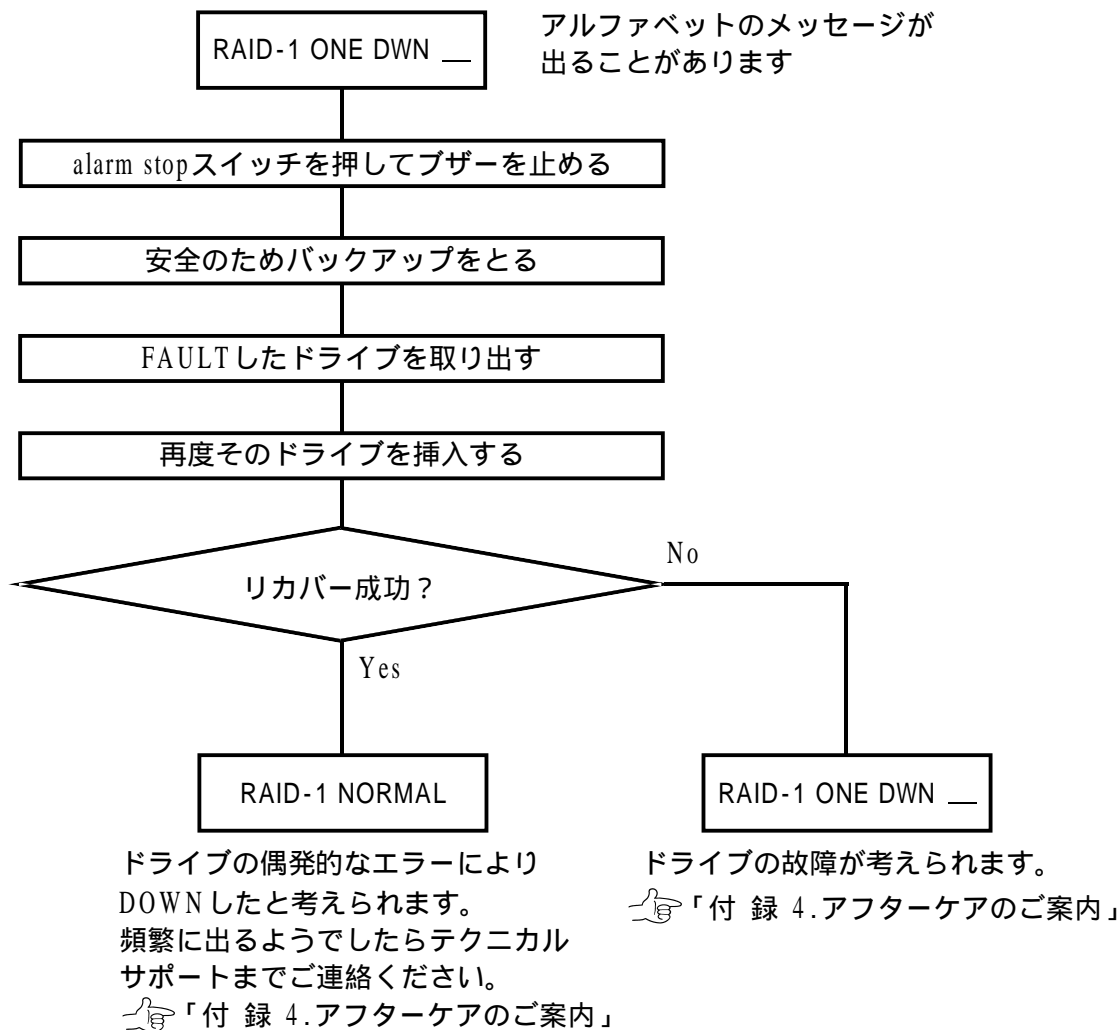 RAID-1 ONE DWN __
アルファベットのメッセージが
出ることがあります
alarm stopスイッチを押してブザーを止める
安全のためバックアップをとる
FAULTしたドライブを取り出す
再度そのドライブを挿入する
リカバー成功？
No
Yes
RAID-1 NORMAL
RAID-1 ONE DWN __
ドライブの偶発的なエラーにより
DOWNしたと考えられます。
頻繁に出るようでしたらテクニカル
サポートまでご連絡ください。
「付 録 4.アフターケアのご案内」
ドライブの故障が考えられます。
「付 録 4.アフターケアのご案内」